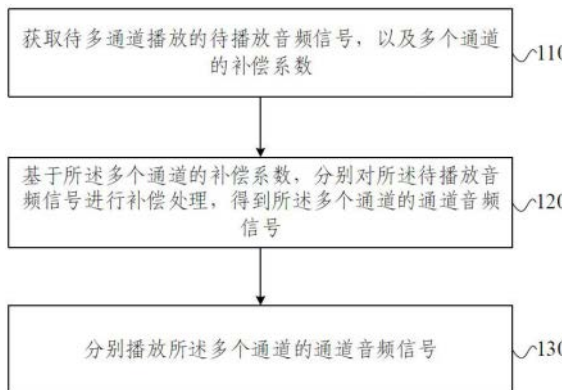 获取待多通道播放的待播放音频信号，以及多个通道
的补偿系数
110
基于所述多个通道的补偿系数，分别对所述待播放音
频信号进行补偿处理，得到所述多个通道的通道音频
信号
120
分别播放所述多个通道的通道音频信号
130